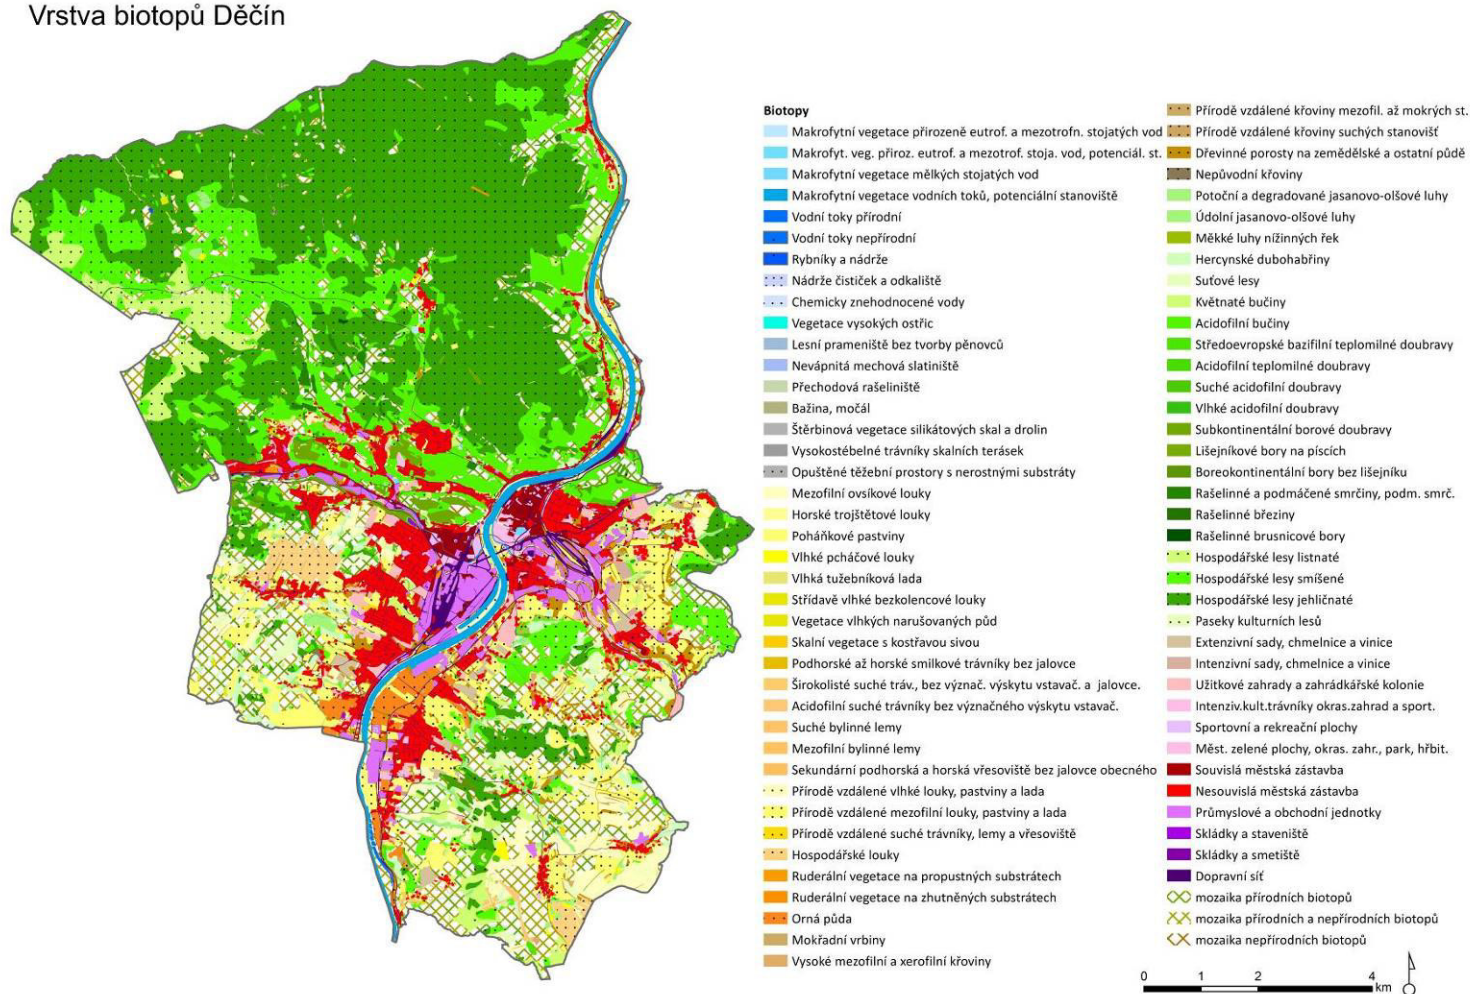 Vrstva biotopů Děčín
Biotopy
Makrofytní vegetace přirozeně eutrof. a mezotrofn. stojatých vod
Makrofyt. veg. přiroz. eutrof. a mezotrof. stoja. vod, potenciál. st.
Makrofytní vegetace mělkých stojatých vod
Makrofytní vegetace vodních toků, potenciální stanoviště
Vodní toky přírodní
Vodní toky nepřírodní
Rybníky a nádrže
Nádrže čističek a odkaliště
Chemicky znehodnocené vody
Vegetace vysokých ostřic
Lesní prameniště bez tvorby pěnovců
Nevápnitá mechová slatiniště
Přechodová rašeliniště
Bažina, močál
Štěrbinová vegetace silikátových skal a drolin
Vysokostébelné trávníky skalních terásek
Opuštěné těžební prostory s nerostnými substráty
Mezofilní ovsíkové louky
Horské trojštětové louky
Poháňkové pastviny
Vlhké pcháčové louky
Vlhká tužebníková lada
Střídavě vlhké bezkolencové louky
Vegetace vlhkých narušovaných půd
Skalní vegetace s kostřavou sivou
Podhorské až horské smilkové trávníky bez jalovce
Širokolisté suché tráv., bez význač. výskytu vstavač. a jalovce.
Acidofilní suché trávníky bez význačného výskytu vstavač.
Suché bylinné lemy
Mezofilní bylinné lemy
Sekundární podhorská a horská vřesoviště bez jalovce obecného
Přírodě vzdálené vlhké louky, pastviny a lada
Přírodě vzdálené mezofilní louky, pastviny a lada
Přírodě vzdálené suché trávníky, lemy a vřesoviště
Hospodářské louky
Ruderální vegetace na propustných substrátech
Ruderální vegetace na zhutněných substrátech
Orná půda
Mokřadní vrbiny
Vysoké mezofilní a xerofilní křoviny
Přírodě vzdálené křoviny mezofil. až mokrých st.
Přírodě vzdálené křoviny suchých stanovišť
Dřevinné porosty na zemědělské a ostatní půdě
Nepůvodní křoviny
Potoční a degradované jasanovo-olšové luhy
Údolní jasanovo-olšové luhy
Měkké luhy nížinných řek
Hercynské dubohabřiny
Suťové lesy
Květnaté bučiny
Acidofilní bučiny
Středoevropské bazifilní teplomilné doubravy
Acidofilní teplomilné doubravy
Suché acidofilní doubravy
Vlhké acidofilní doubravy
Subkontinentální borové doubravy
Lišejníkové bory na píscích
Boreokontinentální bory bez lišejníku
Rašelinné a podmáčené smrčiny, podm. smrč.
Rašelinné březiny
Rašelinné brusnicové bory
Hospodářské lesy listnaté
Hospodářské lesy smíšené
Hospodářské lesy jehličnaté
Paseky kulturních lesů
Extenzivní sady, chmelnice a vinice
Intenzivní sady, chmelnice a vinice
Užitkové zahrady a zahrádkářské kolonie
Intenziv.kult.trávníky okras.zahrad a sport.
Sportovní a rekreační plochy
Měst. zelené plochy, okras. zahr., park, hřbit.
Souvislá městská zástavba
Nesouvislá městská zástavba
Průmyslové a obchodní jednotky
Skládky a staveniště
Skládky a smetiště
Dopravní síť
mozaika přírodních biotopů
mozaika přírodních a nepřírodních biotopů
mozaika nepřírodních biotopů
0 1 2 4
km